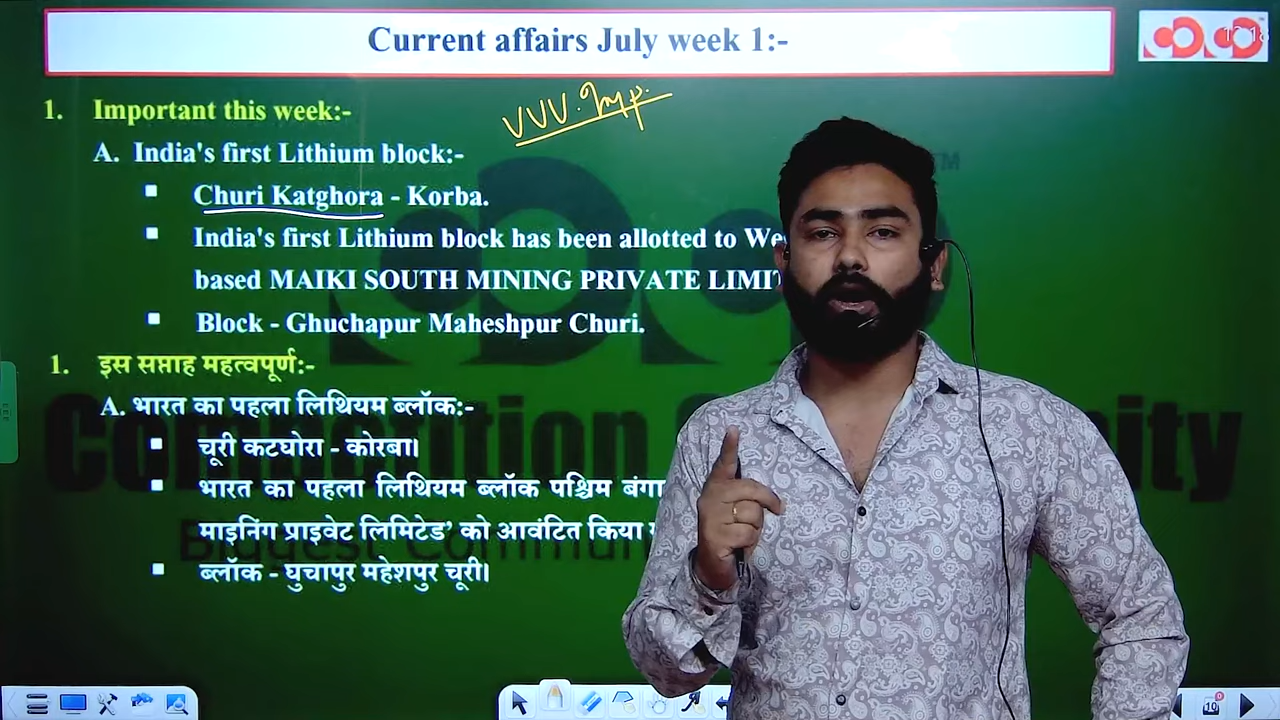 Current affairs July week 1:-
1. Important this week:-
VVV. Imp.
A. India's first Lithium block:-
▪ Churi Katghora - Korba.
▪ India's first Lithium block has been allotted to
based MAIKI SOUTH MINING PRIVATE
▪ Block - Ghuchapur Maheshpur Churi.
1. इस सप्ताह महत्वपूर्ण:-
A. भारत का पहला लिथियम ब्लॉक:-
▪ चूरी कटघोरा - कोरबा।
▪ भारत का पहला लिथियम ब्लॉक पश्चिम
माइनिंग प्राइवेट लिमिटेड’ को आवंटित किया
▪ ब्लॉक - घुचापुर महेशपुर चूरी।
10